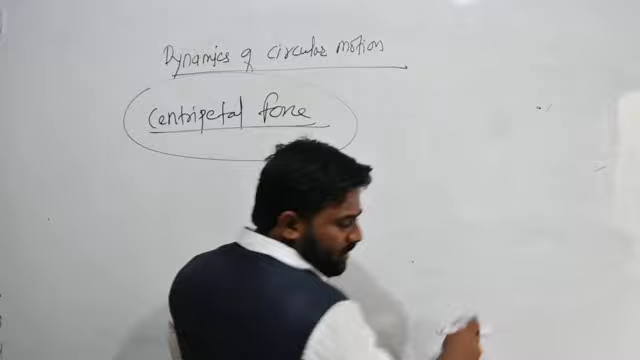 Dynamics of circular motion
Centripetal force